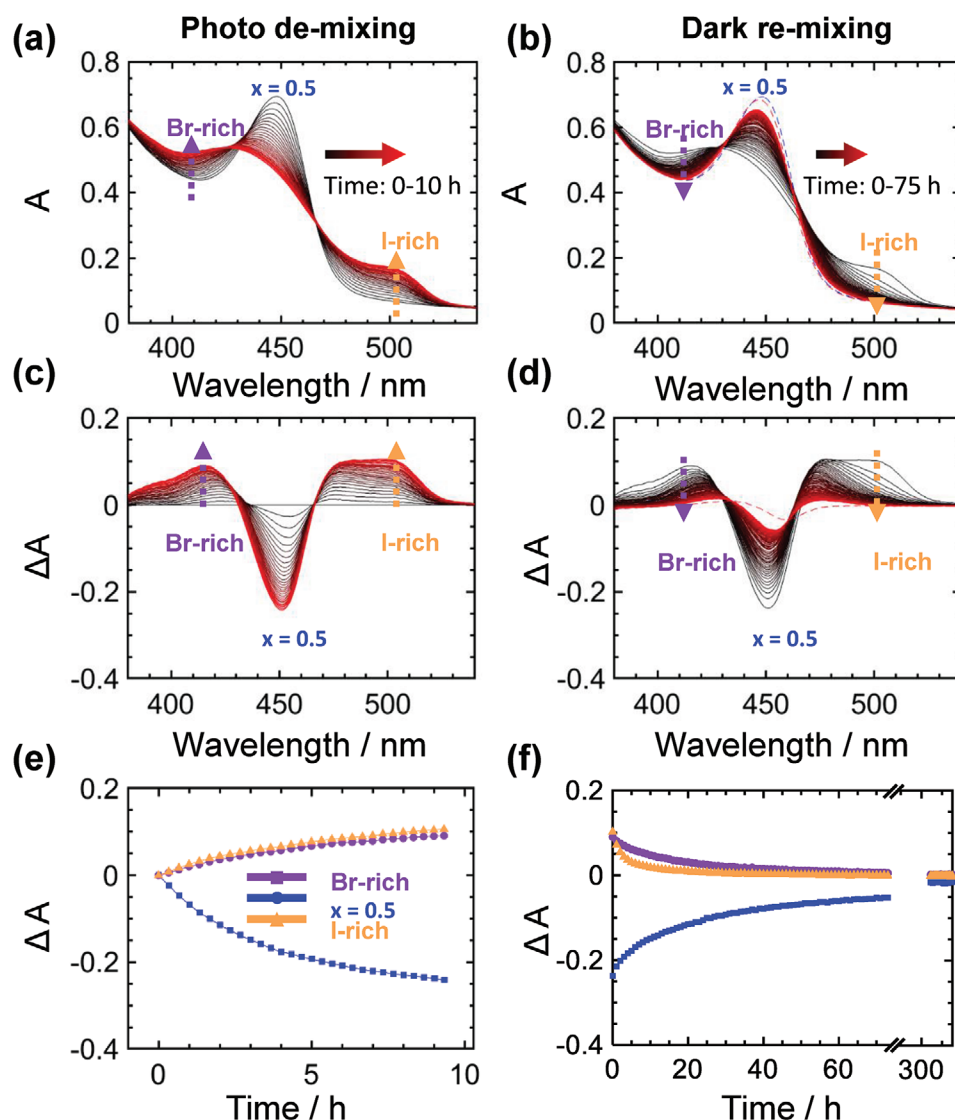 (a) Photo de-mixing
(b) Dark re-mixing
0.8
0.6
0.4
0.2
0
A
x = 0.5
Br-rich
Time: 0-10 h
I-rich
400 450 500
Wavelength / nm
0.8
0.6
0.4
0.2
0
A
x = 0.5
Br-rich
Time: 0-75 h
I-rich
400 450 500
Wavelength / nm
(c)
0.2
0
-0.2
-0.4
ΔA
Br-rich
I-rich
x = 0.5
400 450 500
Wavelength / nm
(d)
0.2
0
-0.2
-0.4
Δ A
Br-rich
I-rich
x = 0.5
400 450 500
Wavelength / nm
(e)
0.2
0
-0.2
-0.4
Δ A
Br-rich
x = 0.5
I-rich
0 5 10
Time / h
(f)
0.2
0
-0.2
-0.4
Δ A
0 20 40 60 300
Time / h